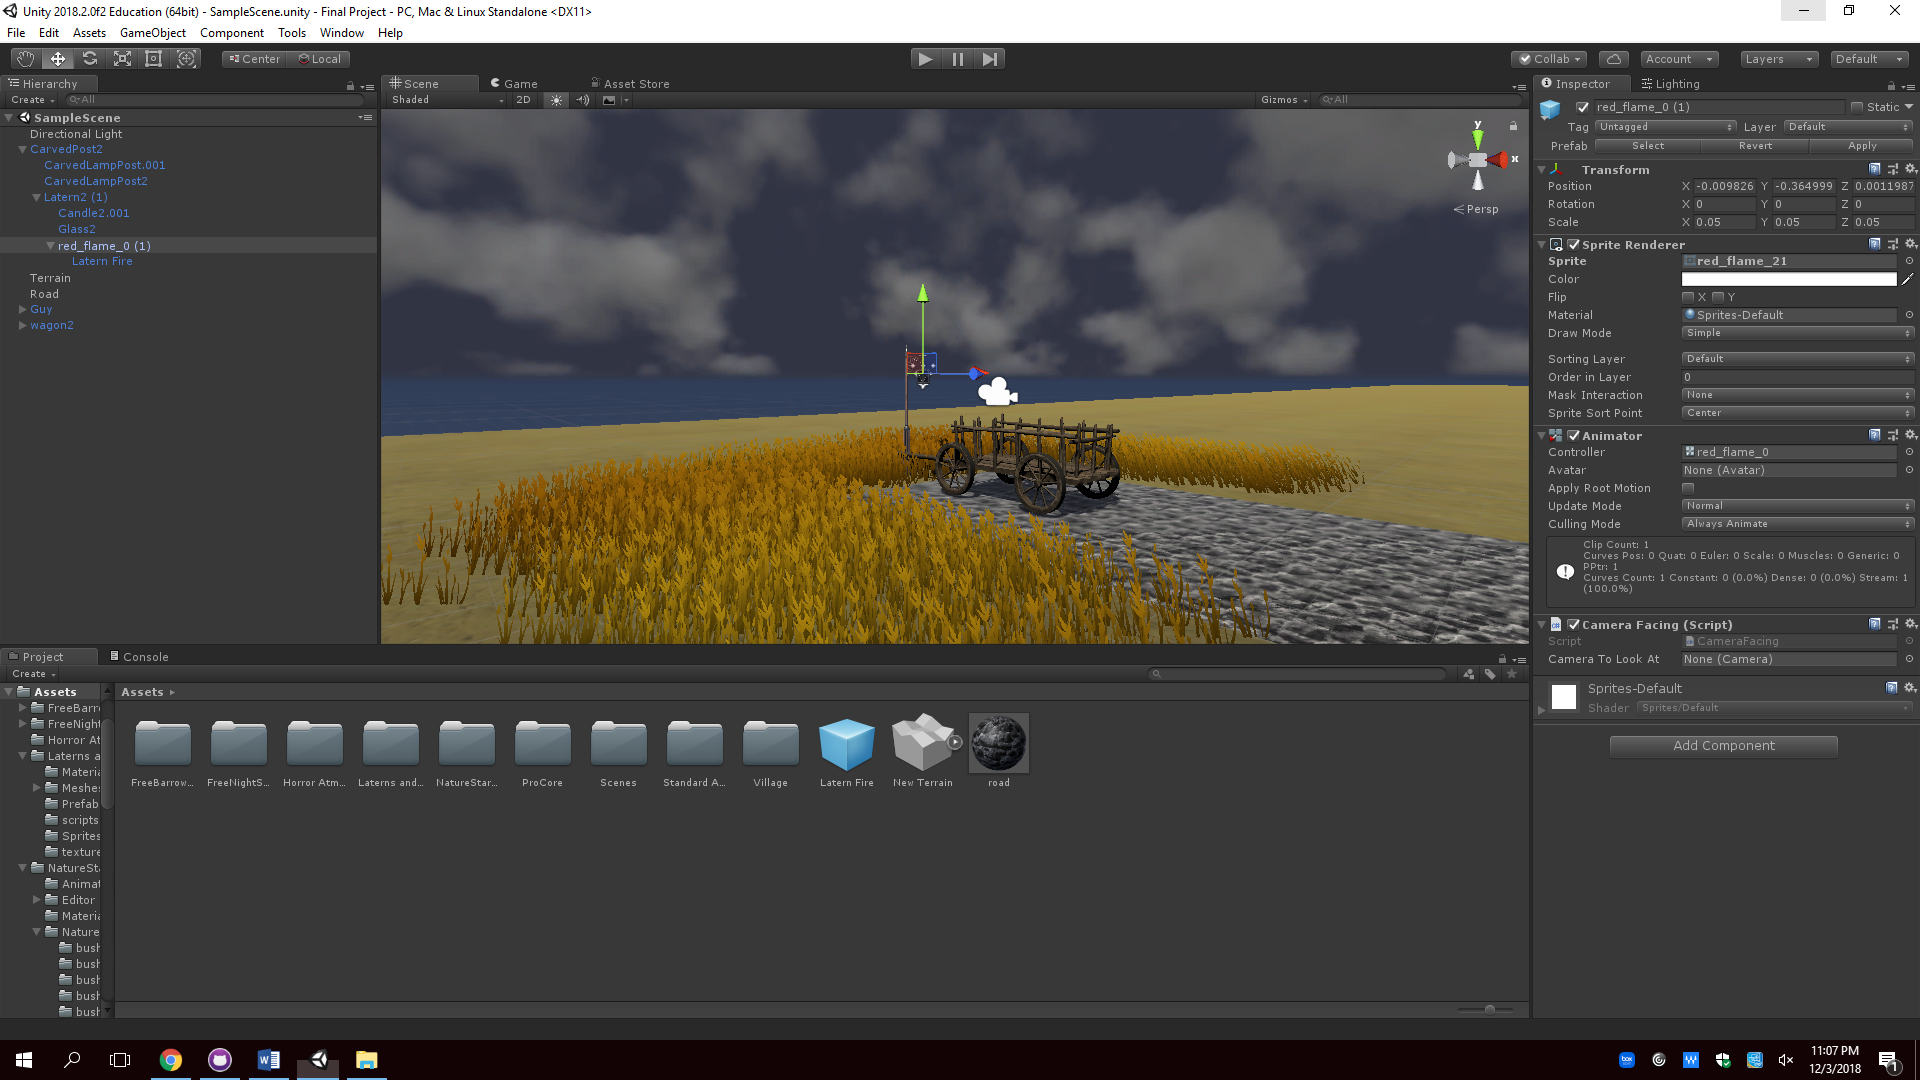 Unity 2018.2.0f2 Education (64bit) - SampleScene.unity - Final Project - PC, Mac & Linux Standalone <DX11>
File Edit Assets GameObject Component Tools Window Help
Center Local
Collab Account Layers Default
Hierarchy
Create All
SampleScene
Directional Light
CarvedPost2
CarvedLampPost.001
CarvedLampPost2
Latern2 (1)
Candle2.001
Glass2
red_flame_0 (1)
Latern Fire
Terrain
Road
Guy
wagon2
Scene Game Asset Store
Shaded 2D Gizmos All
y
x
Persp
Inspector Lighting
red_flame_0 (1) Static
Tag Untagged Layer Default
Prefab Select Revert Apply
Transform
Position X -0.009826 Y -0.364999 Z 0.0011987
Rotation X 0 Y 0 Z 0
Scale X 0.05 Y 0.05 Z 0.05
Sprite Renderer
Sprite red_flame_21
Color
Flip X Y
Material Sprites-Default
Draw Mode Simple
Sorting Layer Default
Order in Layer 0
Mask Interaction None
Sprite Sort Point Center
Animator
Controller red_flame_0
Avatar None (Avatar)
Apply Root Motion
Update Mode Normal
Culling Mode Always Animate
Clip Count: 1
Curves Pos: 0 Quat: 0 Euler: 0 Scale: 0 Muscles: 0 Generic: 0
PPtr: 1
Curves Count: 1 Constant: 0 (0.0%) Dense: 0 (0.0%) Stream: 1
(100.0%)
Camera Facing (Script)
Script CameraFacing
Camera To Look At None (Camera)
Sprites-Default
Shader Sprites/Default
Add Component
Project Console
Create
Assets
FreeBarr
FreeNight
Horror At
Laterns a
Materia
Meshes
Prefab
scripts
Sprites
texture
NatureSta
Animat
Editor
Materia
Nature
bush
bush
bush
bush
bush
Assets
FreeBarrow... FreeNightS... Horror Atm... Laterns and... NatureStar... ProCore Scenes Standard A... Village Latern Fire New Terrain road
11:07 PM
12/3/2018
1